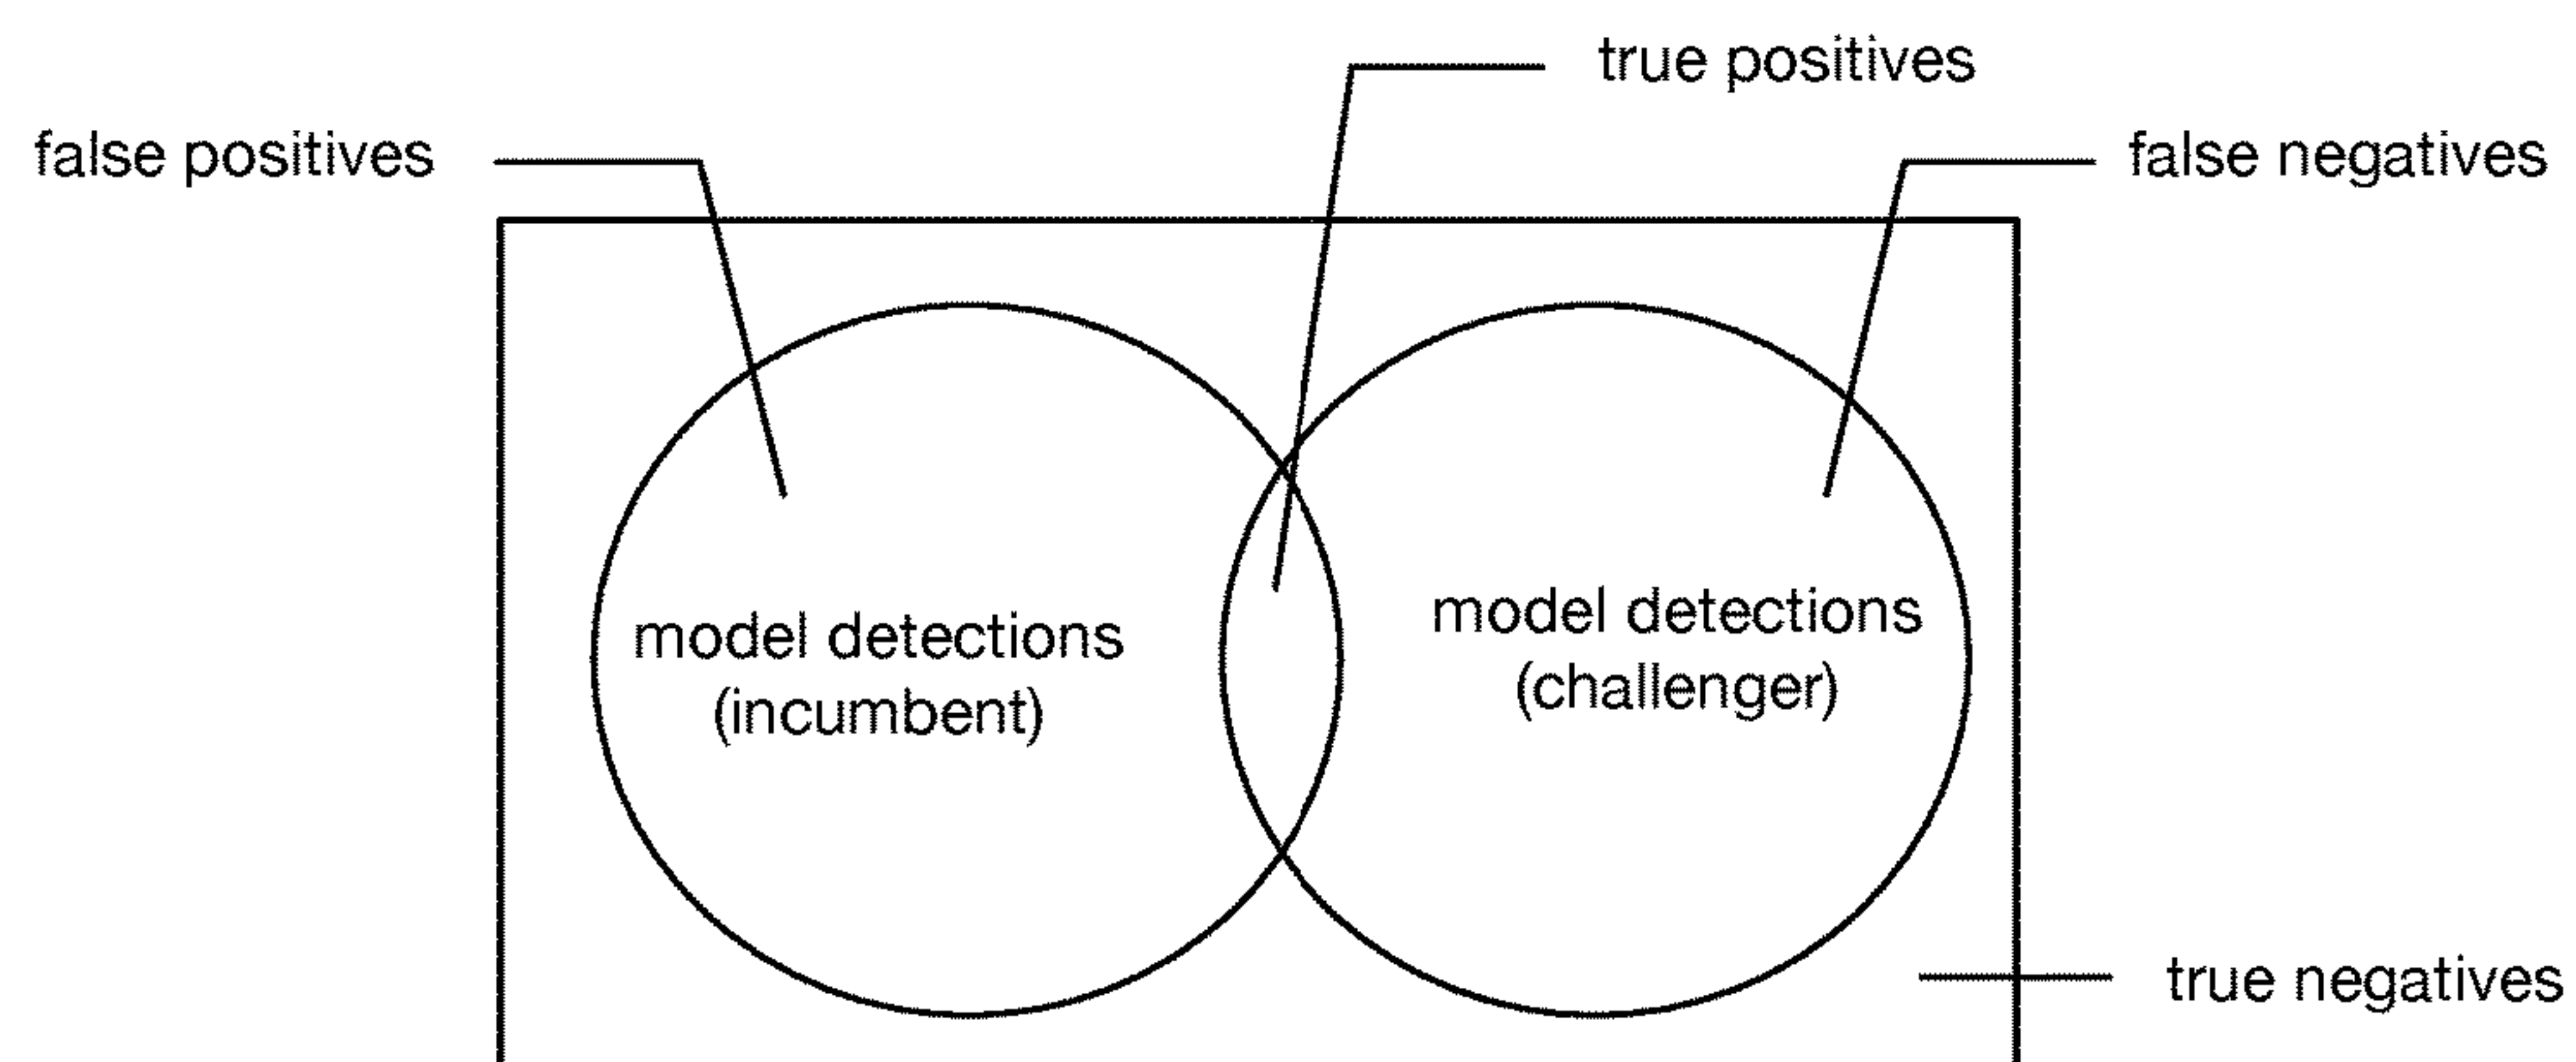 true positives
false positives
false negatives
model detections
(incumbent)
model detections
(challenger)
true negatives